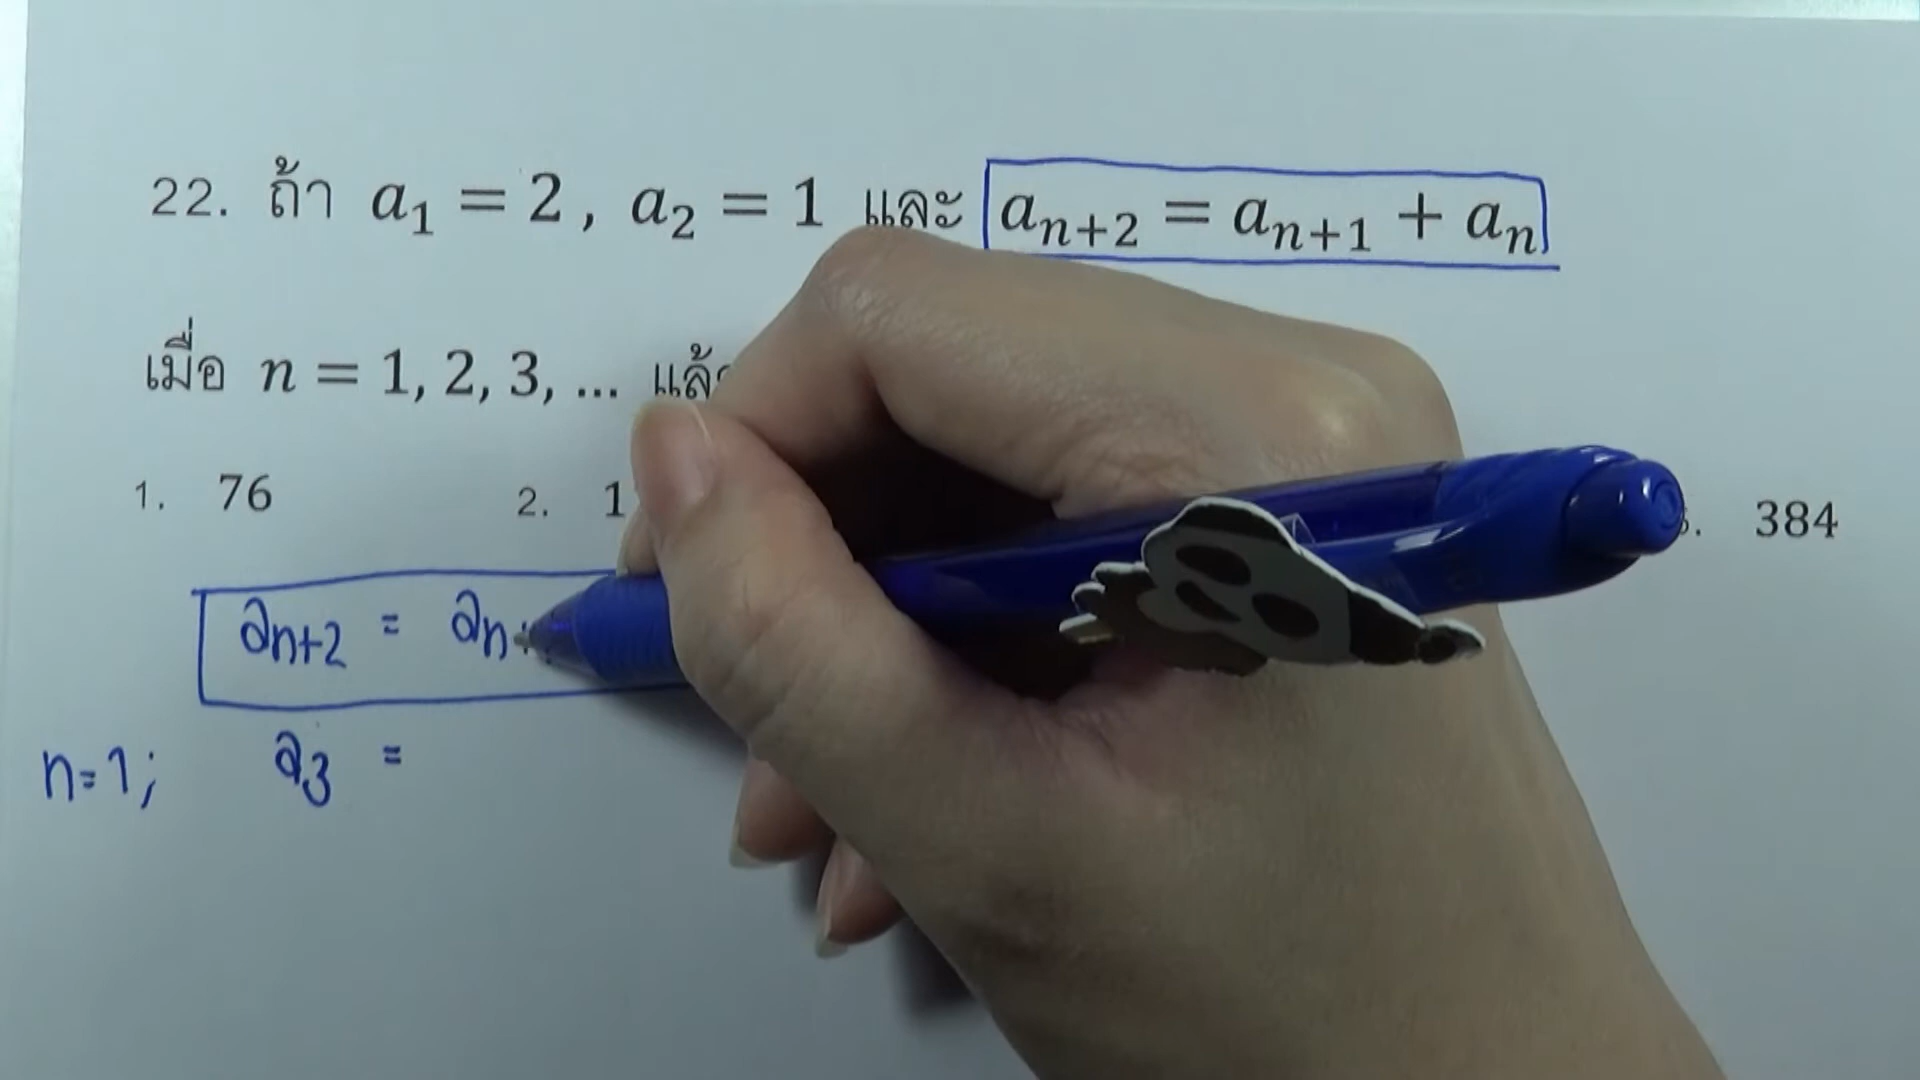 22. ถ้า a₁ = 2 , a₂ = 1 และ aₙ₊₂ = aₙ₊₁ + aₙ
เมื่อ n = 1, 2, 3, ...
1. 76 2. 384
aₙ₊₂ = aₙ₊
n=1; a₃ =